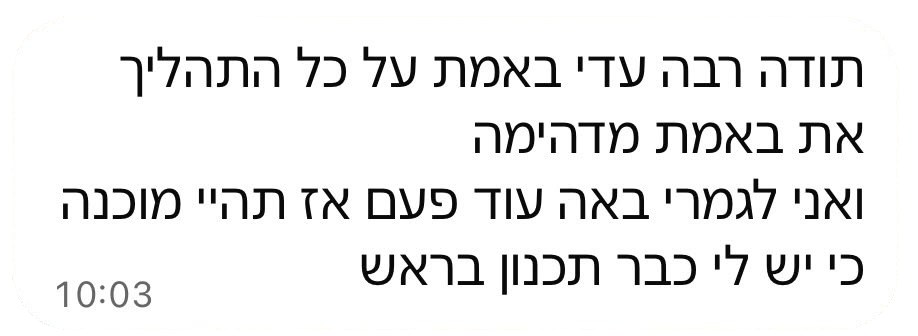 תודה רבה עדי באמת על כל התהליך
את באמת מדהימה
ואני לגמרי באה עוד פעם אז תהיי מוכנה
כי יש לי כבר תכנון בראש
10:03